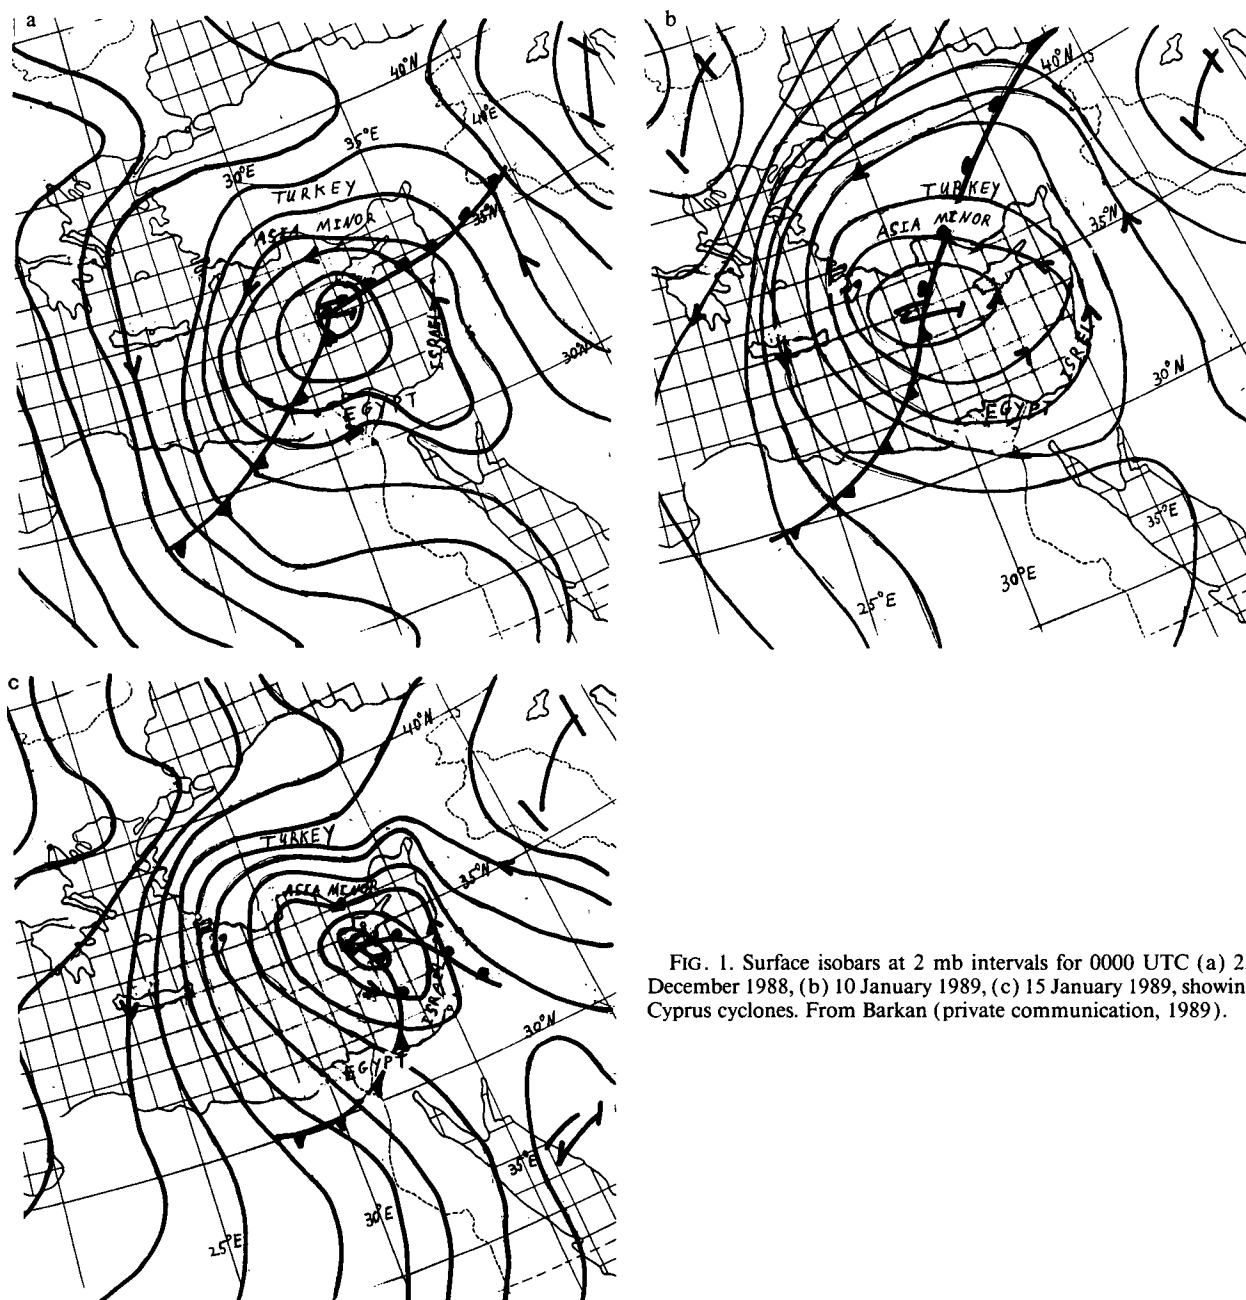 a
40°N
40°E
35°E
30°E
TURKEY
35°N
ASIA MINOR
ISRAEL
30°N
EGYPT
b
40°N
TURKEY
ASIA MINOR
35°N
ISREL
30°N
EGYPT
35°E
30°E
25°E
c
40°N
TURKEY
35°N
ASIA MINOR
ISRAEL
30°N
EGYPT
35°E
30°E
25°E
FIG. 1. Surface isobars at 2 mb intervals for 0000 UTC (a) 2
December 1988, (b) 10 January 1989, (c) 15 January 1989, showin
Cyprus cyclones. From Barkan (private communication, 1989).